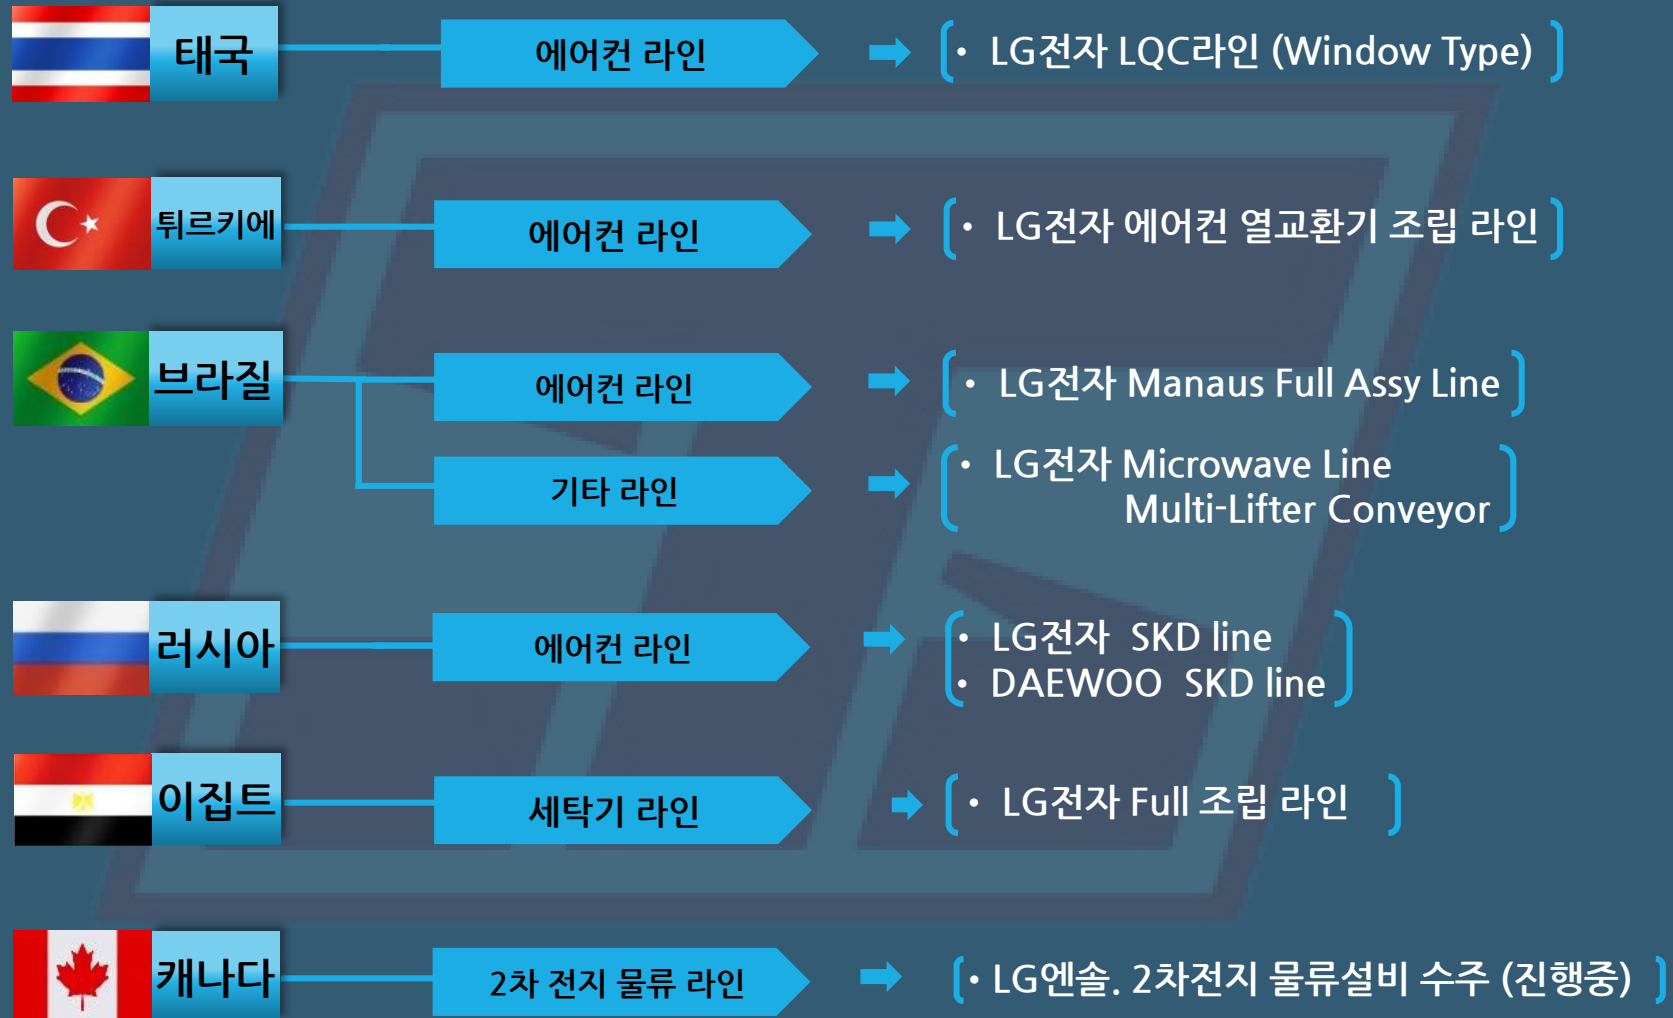 태국
에어컨 라인
• LG전자 LQC라인 (Window Type)
튀르키에
에어컨 라인
• LG전자 에어컨 열교환기 조립 라인
브라질
에어컨 라인
• LG전자 Manaus Full Assy Line
기타 라인
• LG전자 Microwave Line
Multi-Lifter Conveyor
러시아
에어컨 라인
• LG전자 SKD line
• DAEWOO SKD line
이집트
세탁기 라인
• LG전자 Full 조립 라인
캐나다
2차 전지 물류 라인
• LG엔솔. 2차전지 물류설비 수주 (진행중)